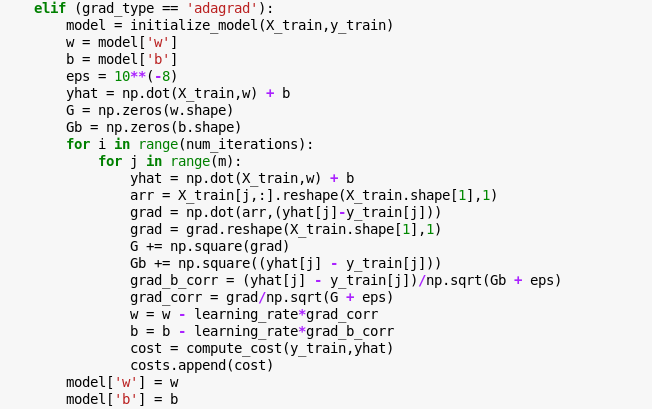 elif (grad_type == 'adagrad'):
model = initialize_model(X_train,y_train)
w = model['w']
b = model['b']
eps = 10**(-8)
yhat = np.dot(X_train,w) + b
G = np.zeros(w.shape)
Gb = np.zeros(b.shape)
for i in range(num_iterations):
for j in range(m):
yhat = np.dot(X_train,w) + b
arr = X_train[j,:].reshape(X_train.shape[1],1)
grad = np.dot(arr,(yhat[j]-y_train[j]))
grad = grad.reshape(X_train.shape[1],1)
G += np.square(grad)
Gb += np.square((yhat[j] - y_train[j]))
grad_b_corr = (yhat[j] - y_train[j])/np.sqrt(Gb + eps)
grad_corr = grad/np.sqrt(G + eps)
w = w - learning_rate*grad_corr
b = b - learning_rate*grad_b_corr
cost = compute_cost(y_train,yhat)
costs.append(cost)
model['w'] = w
model['b'] = b